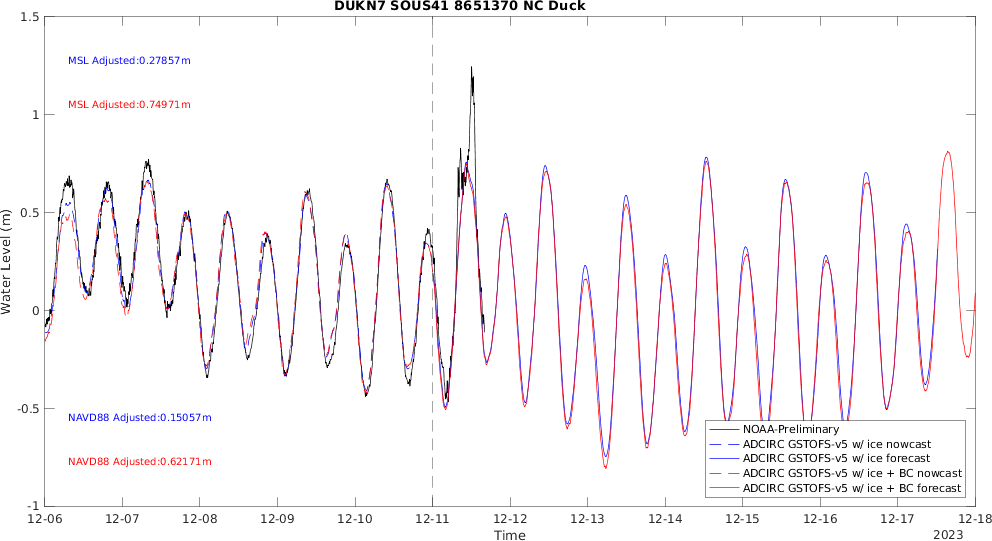 DUKN7 SOUS41 8651370 NC Duck
1.5
MSL Adjusted:0.27857m
MSL Adjusted:0.74971m
1
0.5
Water Level (m)
0
-0.5
NAVD88 Adjusted:0.15057m
NAVD88 Adjusted:0.62171m
NOAA-Preliminary
ADCIRC GSTOFS-v5 w/ ice nowcast
ADCIRC GSTOFS-v5 w/ ice forecast
ADCIRC GSTOFS-v5 w/ ice + BC nowcast
ADCIRC GSTOFS-v5 w/ ice + BC forecast
-1
12-06 12-07 12-08 12-09 12-10 12-11 12-12 12-13 12-14 12-15 12-16 12-17 12-18
Time
2023